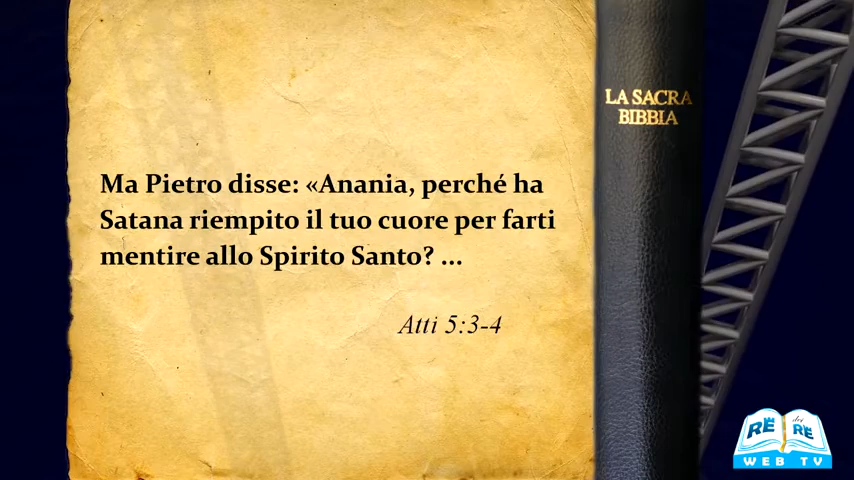 Ma Pietro disse: «Anania, perché ha
Satana riempito il tuo cuore per farti
mentire allo Spirito Santo? ...
Atti 5:3-4
LA SACRA
BIBBIA
RE dei RE
WEB TV